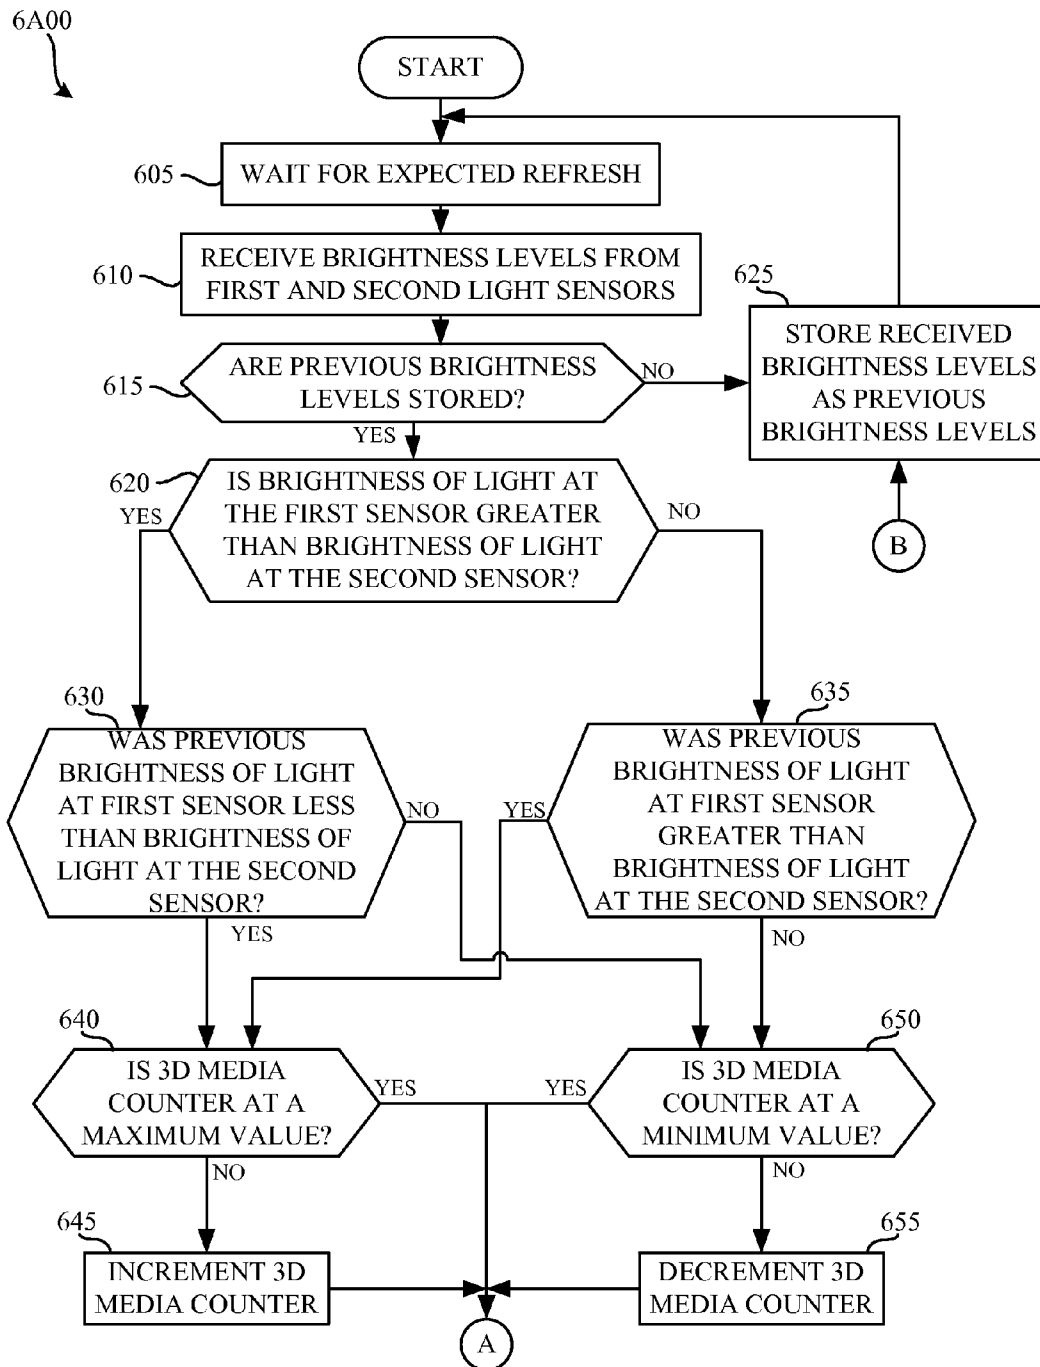 6A00
START
605
WAIT FOR EXPECTED REFRESH
610
RECEIVE BRIGHTNESS LEVELS FROM
FIRST AND SECOND LIGHT SENSORS
615
ARE PREVIOUS BRIGHTNESS
LEVELS STORED?
NO
YES
625
STORE RECEIVED
BRIGHTNESS LEVELS
AS PREVIOUS
BRIGHTNESS LEVELS
B
620
IS BRIGHTNESS OF LIGHT AT
THE FIRST SENSOR GREATER
THAN BRIGHTNESS OF LIGHT
AT THE SECOND SENSOR?
YES
NO
630
WAS PREVIOUS
BRIGHTNESS OF LIGHT
AT FIRST SENSOR LESS
THAN BRIGHTNESS OF
LIGHT AT THE SECOND
SENSOR?
NO
YES
635
WAS PREVIOUS
BRIGHTNESS OF LIGHT
AT FIRST SENSOR
GREATER THAN
BRIGHTNESS OF LIGHT
AT THE SECOND SENSOR?
YES
NO
640
IS 3D MEDIA
COUNTER AT A
MAXIMUM VALUE?
YES
NO
650
IS 3D MEDIA
COUNTER AT A
MINIMUM VALUE?
YES
NO
645
INCREMENT 3D
MEDIA COUNTER
655
DECREMENT 3D
MEDIA COUNTER
A